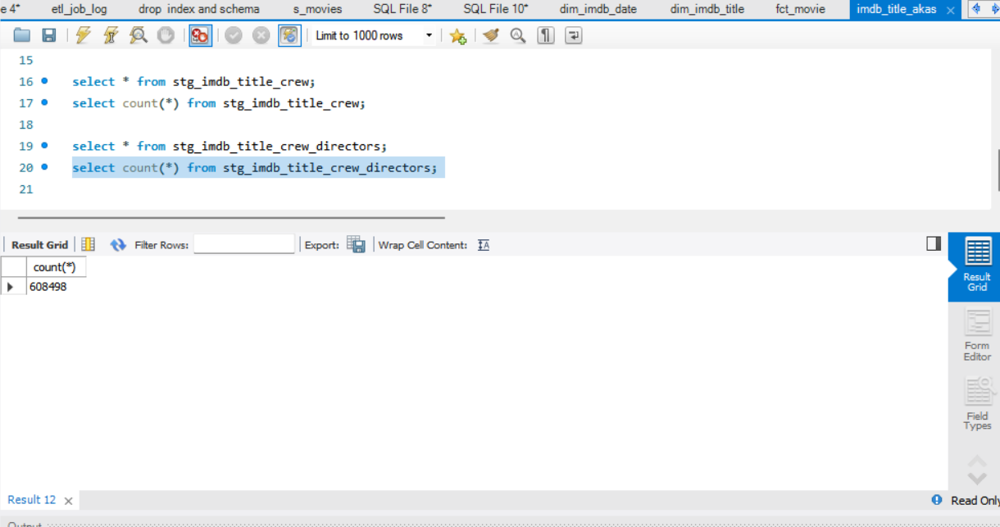 e 4* etl_job_log drop index and schema s_movies SQL File 8* SQL File 10* dim_imdb_date dim_imdb_title fct_movie imdb_title_akas
Limit to 1000 rows
15
16 select * from stg_imdb_title_crew;
17 select count(*) from stg_imdb_title_crew;
18
19 select * from stg_imdb_title_crew_directors;
20 select count(*) from stg_imdb_title_crew_directors;
21
Result Grid Filter Rows: Export: Wrap Cell Content: IA
count(*)
608498
Result
Grid
Form
Editor
Field
Types
Result 12
Read Only
Output